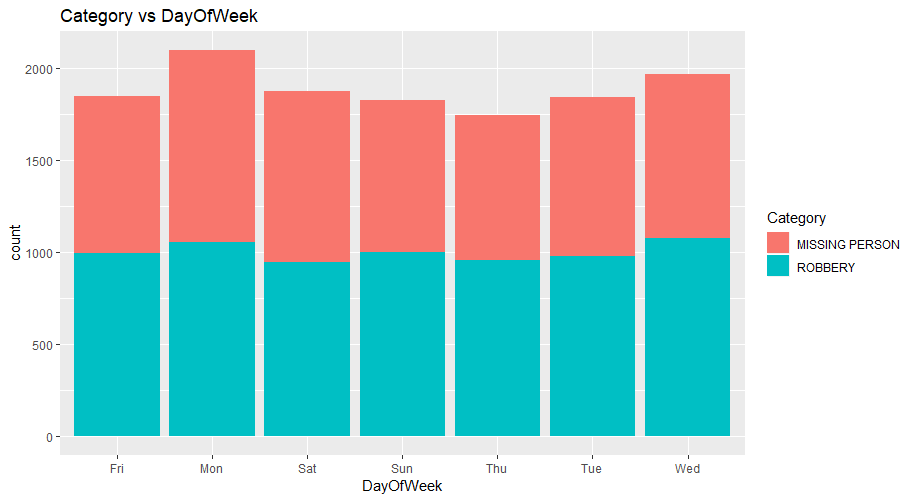 Category vs DayOfWeek
count
2000
1500
1000
500
0
Fri Mon Sat Sun Thu Tue Wed
DayOfWeek
Category
MISSING PERSON
ROBBERY